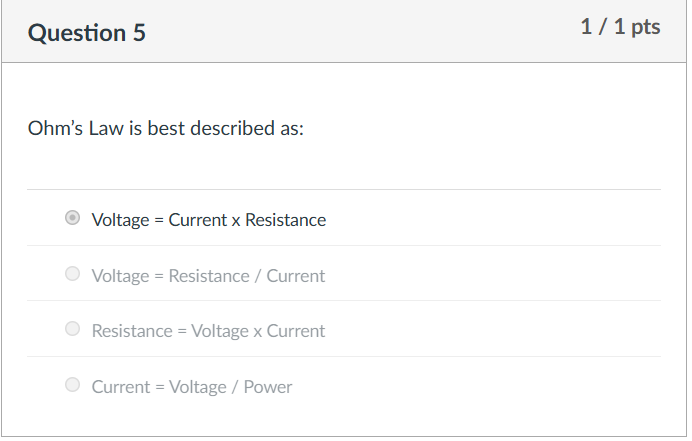 Question 5
1 / 1 pts
Ohm’s Law is best described as:
Voltage = Current x Resistance
Voltage = Resistance / Current
Resistance = Voltage x Current
Current = Voltage / Power